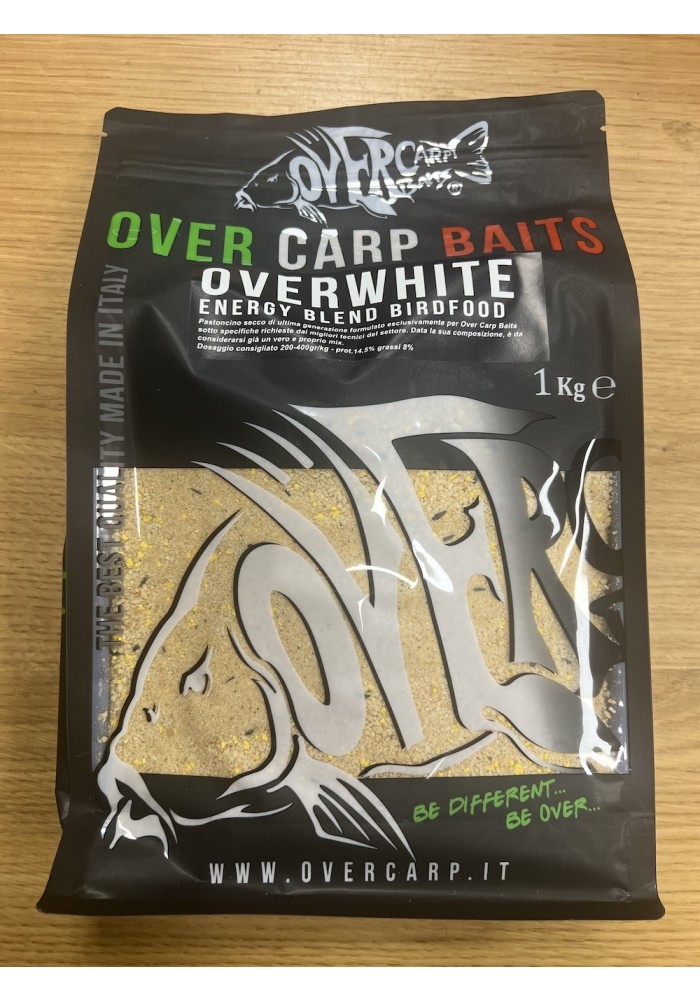 OVERCARP
BAITS
OVER CARP BAITS
OVERWHITE
ENERGY BLEND BIRDFOOD
Pastoncino secco di ultima generazione formulato esclusivamente per Over Carp Baits
sotto specifiche richieste dai migliori tecnici del settore. Data la sua composizione, è da
considerarsi già un vero e proprio mix.
Dosaggio consigliato 200-400gr/kg - prot.14,5% grassi 8%
1 Kg e
THE BEST QUALITY MADE IN ITALY
OVER
BE DIFFERENT...
BE OVER...
WWW.OVERCARP.IT